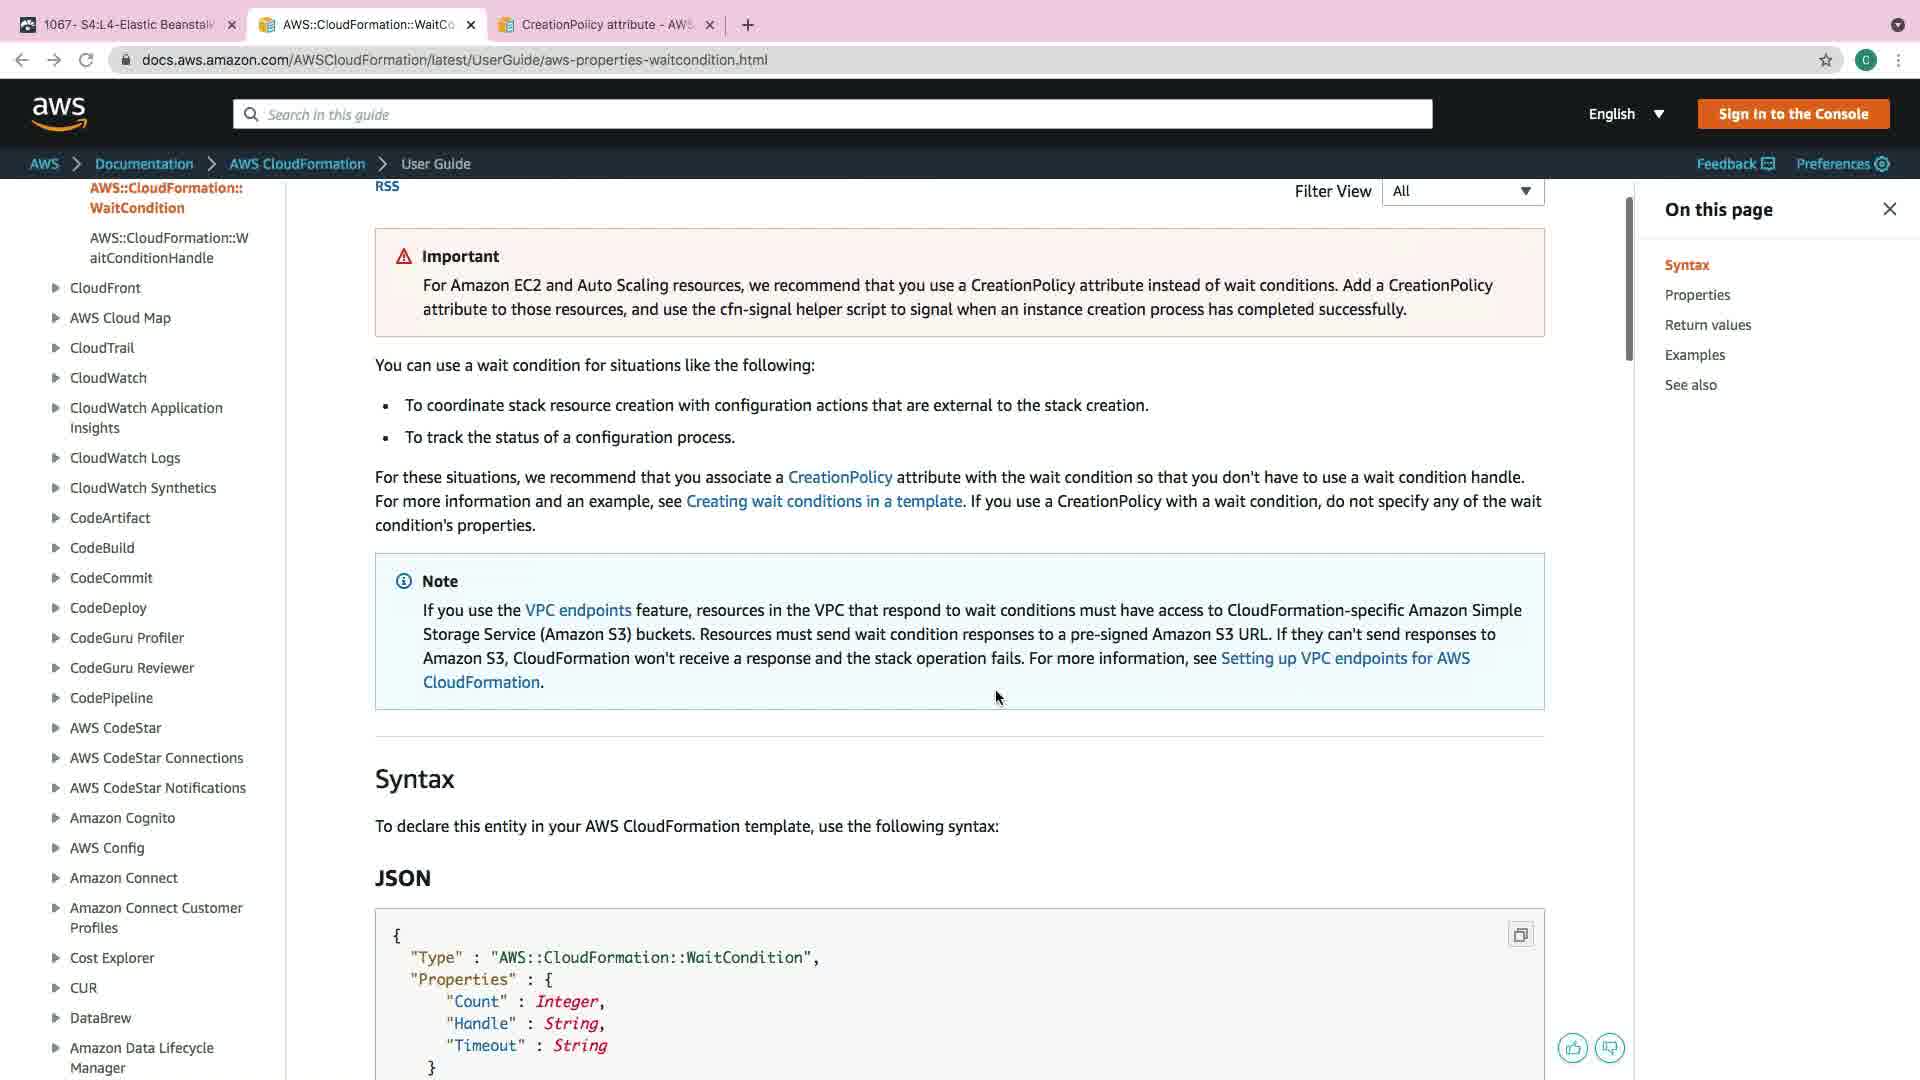 1067- S4:L4-Elastic Beanstalk
AWS::CloudFormation::WaitCo
CreationPolicy attribute - AWS
docs.aws.amazon.com/AWSCloudFormation/latest/UserGuide/aws-properties-waitcondition.html
C
aws
Search in this guide
English
Sign In to the Console
AWS
Documentation
AWS CloudFormation
User Guide
Feedback
Preferences
AWS::CloudFormation::
WaitCondition
AWS::CloudFormation::W
aitConditionHandle
CloudFront
AWS Cloud Map
CloudTrail
CloudWatch
CloudWatch Application
Insights
CloudWatch Logs
CloudWatch Synthetics
CodeArtifact
CodeBuild
CodeCommit
CodeDeploy
CodeGuru Profiler
CodeGuru Reviewer
CodePipeline
AWS CodeStar
AWS CodeStar Connections
AWS CodeStar Notifications
Amazon Cognito
AWS Config
Amazon Connect
Amazon Connect Customer
Profiles
Cost Explorer
CUR
DataBrew
Amazon Data Lifecycle
Manager
RSS
Filter View
All
Important
For Amazon EC2 and Auto Scaling resources, we recommend that you use a CreationPolicy attribute instead of wait conditions. Add a CreationPolicy
attribute to those resources, and use the cfn-signal helper script to signal when an instance creation process has completed successfully.
You can use a wait condition for situations like the following:
• To coordinate stack resource creation with configuration actions that are external to the stack creation.
• To track the status of a configuration process.
For these situations, we recommend that you associate a CreationPolicy attribute with the wait condition so that you don't have to use a wait condition handle.
For more information and an example, see Creating wait conditions in a template. If you use a CreationPolicy with a wait condition, do not specify any of the wait
condition's properties.
Note
If you use the VPC endpoints feature, resources in the VPC that respond to wait conditions must have access to CloudFormation-specific Amazon Simple
Storage Service (Amazon S3) buckets. Resources must send wait condition responses to a pre-signed Amazon S3 URL. If they can't send responses to
Amazon S3, CloudFormation won't receive a response and the stack operation fails. For more information, see Setting up VPC endpoints for AWS
CloudFormation.
Syntax
To declare this entity in your AWS CloudFormation template, use the following syntax:
JSON
{
"Type" : "AWS::CloudFormation::WaitCondition",
"Properties" : {
"Count" : Integer,
"Handle" : String,
"Timeout" : String
}
On this page
Syntax
Properties
Return values
Examples
See also